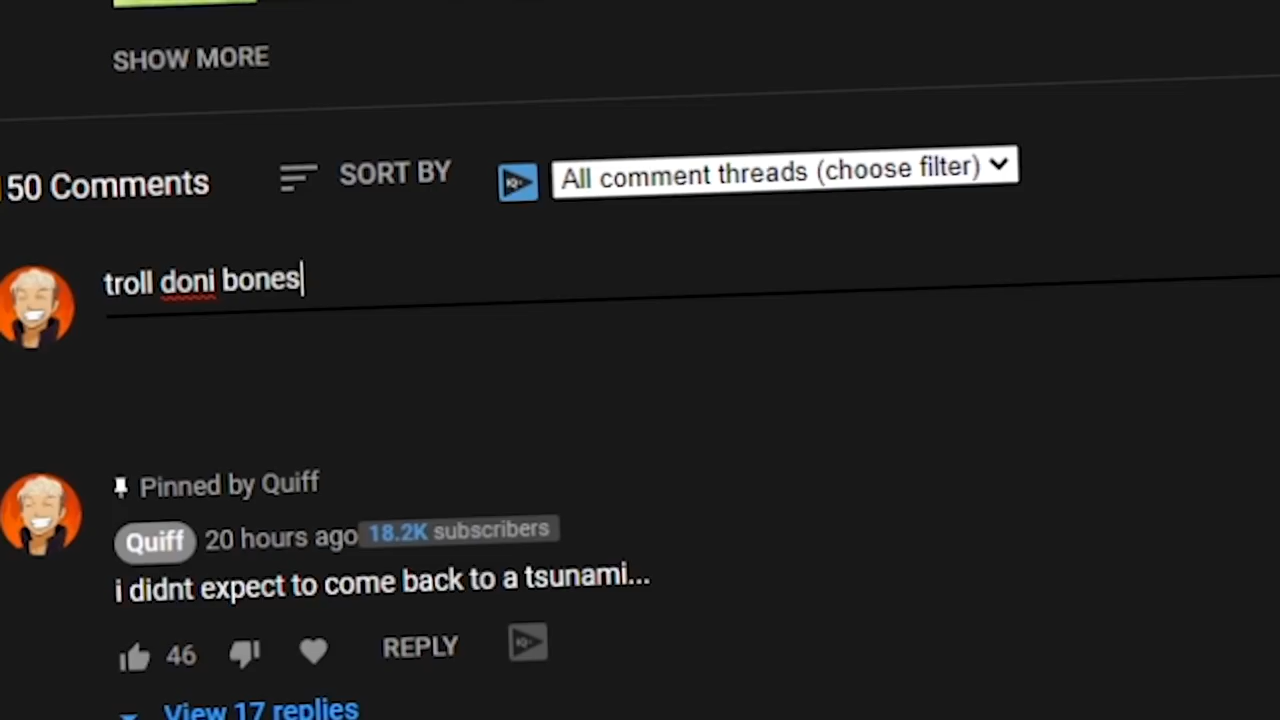 SHOW MORE
50 Comments SORT BY All comment threads (choose filter)
troll doni bones
Pinned by Quiff
Quiff 20 hours ago 18.2K subscribers
i didnt expect to come back to a tsunami...
46 REPLY
View 17 replies